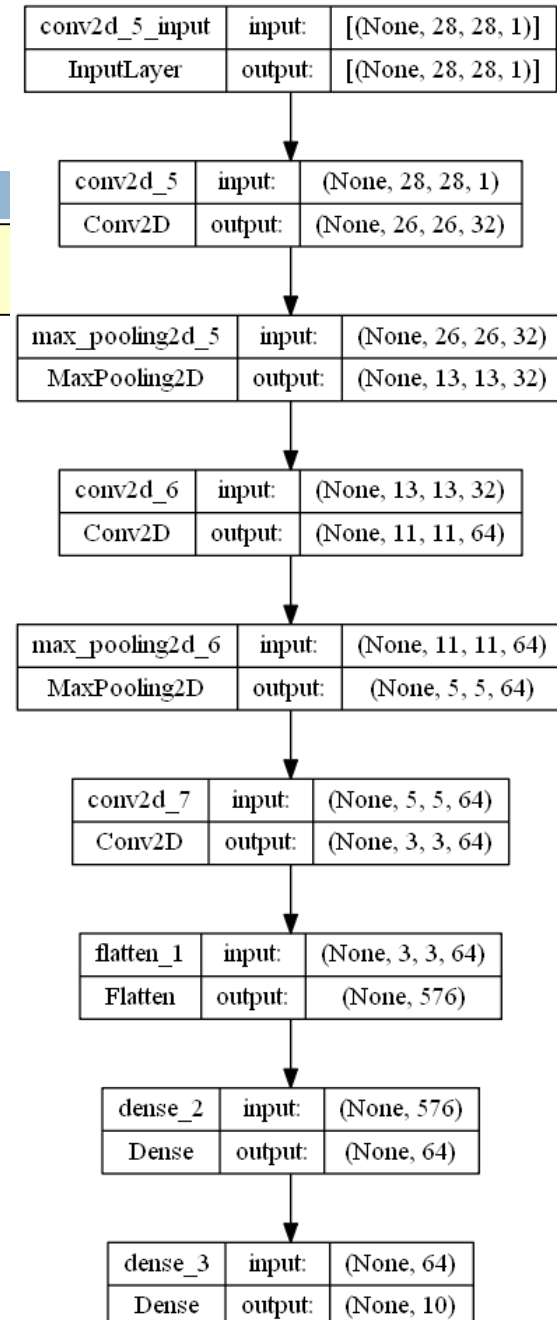 conv2d_5_input input: [(None, 28, 28, 1)]
InputLayer output: [(None, 28, 28, 1)]
conv2d_5 input: (None, 28, 28, 1)
Conv2D output: (None, 26, 26, 32)
max_pooling2d_5 input: (None, 26, 26, 32)
MaxPooling2D output: (None, 13, 13, 32)
conv2d_6 input: (None, 13, 13, 32)
Conv2D output: (None, 11, 11, 64)
max_pooling2d_6 input: (None, 11, 11, 64)
MaxPooling2D output: (None, 5, 5, 64)
conv2d_7 input: (None, 5, 5, 64)
Conv2D output: (None, 3, 3, 64)
flatten_1 input: (None, 3, 3, 64)
Flatten output: (None, 576)
dense_2 input: (None, 576)
Dense output: (None, 64)
dense_3 input: (None, 64)
Dense output: (None, 10)